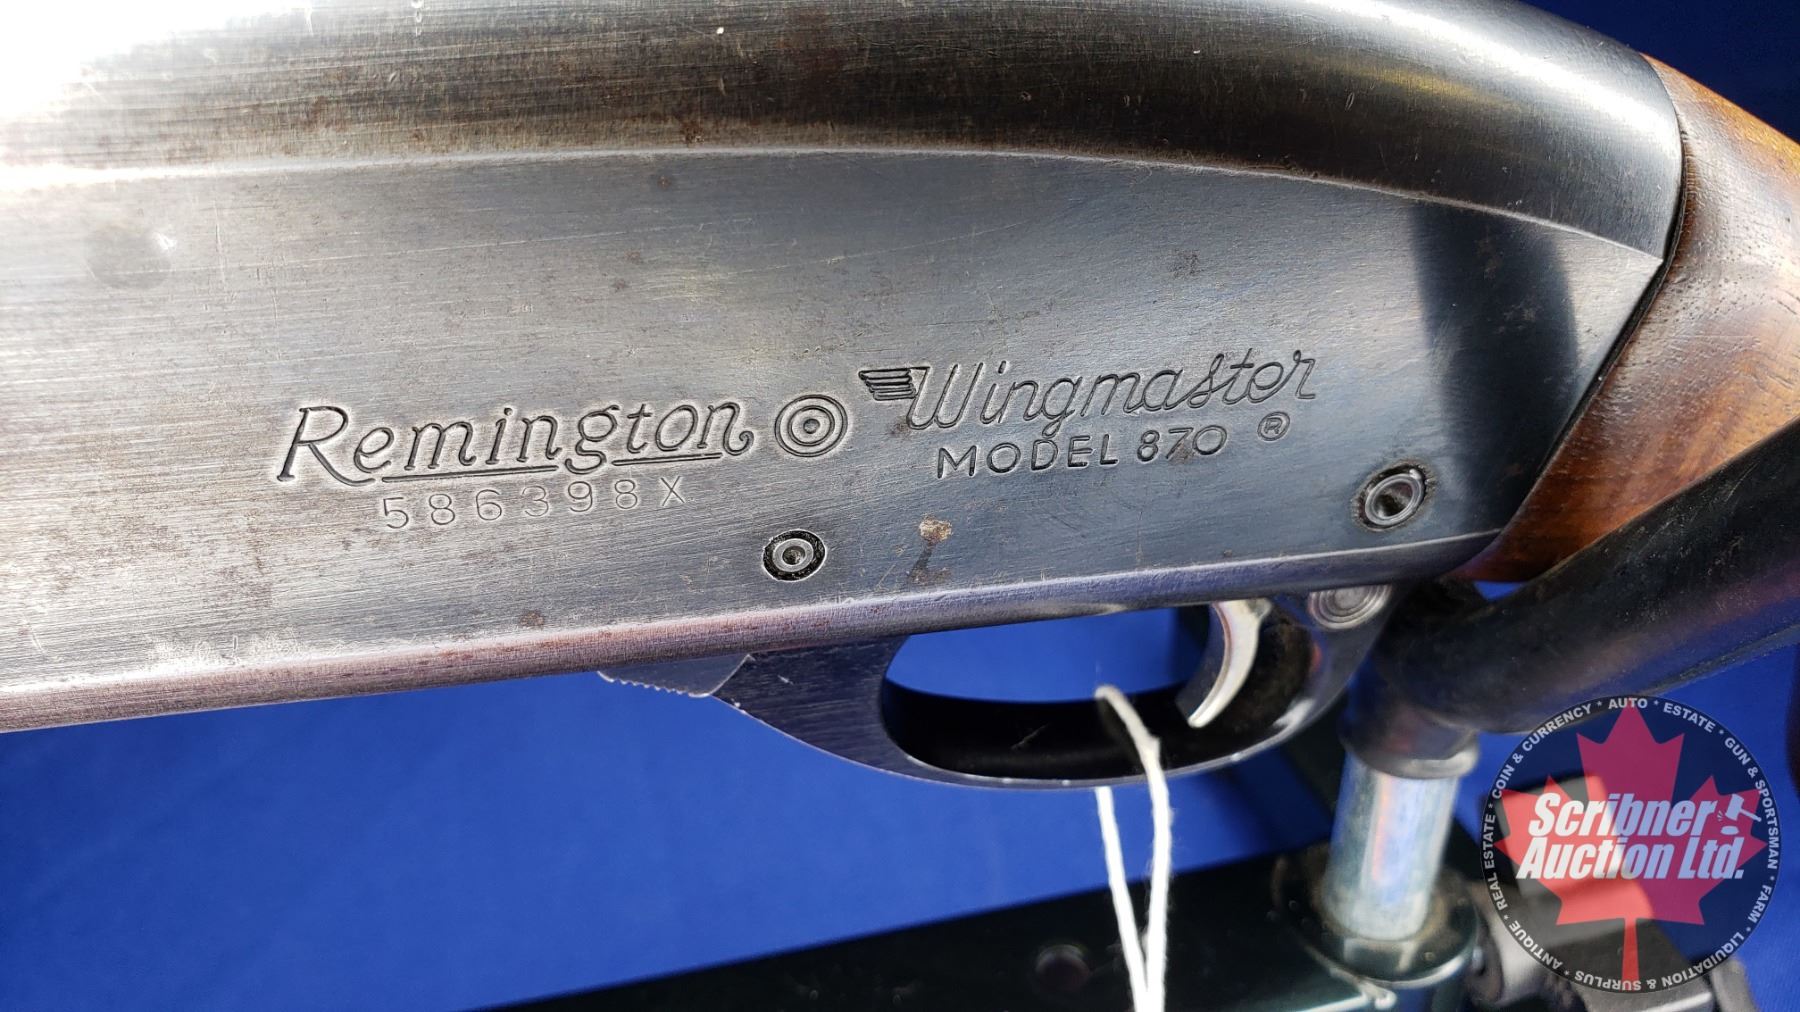 Remington
586398X
Wingmaster
MODEL 870 ®
Scribner
Auction Ltd.
REAL ESTATE * COIN & CURRENCY * AUTO * ESTATE * GUN & SPORTSMAN * FARM * LIQUIDATION & SURPLUS * ANTIQUE *